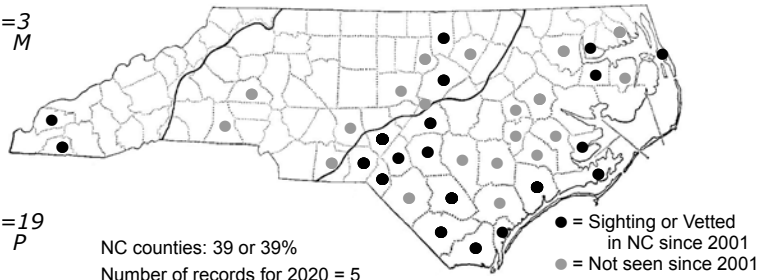 =3
M
=19
P
NC counties: 39 or 39%
Number of records for 2020 = 5
= Sighting or Vetted
in NC since 2001
= Not seen since 2001